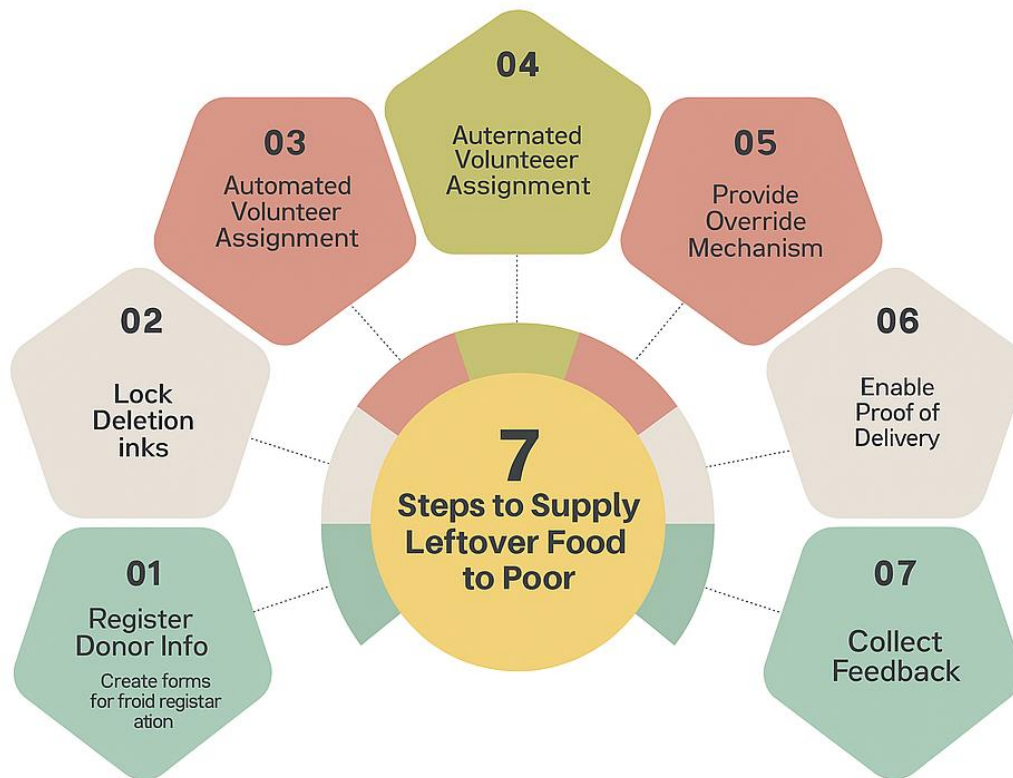 01
Register
Donor Info
Create forms
for froid registar
ation
02
Lock
Deletion
inks
03
Automated
Volunteer
Assignment
04
Auternated
Volunteeer
Assignment
05
Provide
Override
Mechanism
06
Enable
Proof of
Delivery
07
Collect
Feedback
7
Steps to Supply
Leftover Food
to Poor